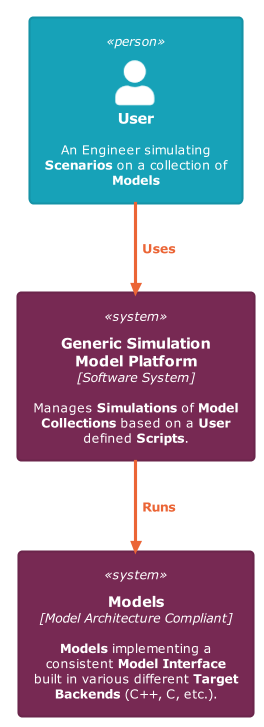 «person»
User
An Engineer simulating
Scenarios on a collection of
Models
Uses
«system»
Generic Simulation
Model Platform
[Software System]
Manages Simulations of Model
Collections based on a User
defined Scripts.
Runs
«system»
Models
[Model Architecture Compliant]
Models implementing a
consistent Model Interface
built in various different Target
Backends (C++, C, etc.).